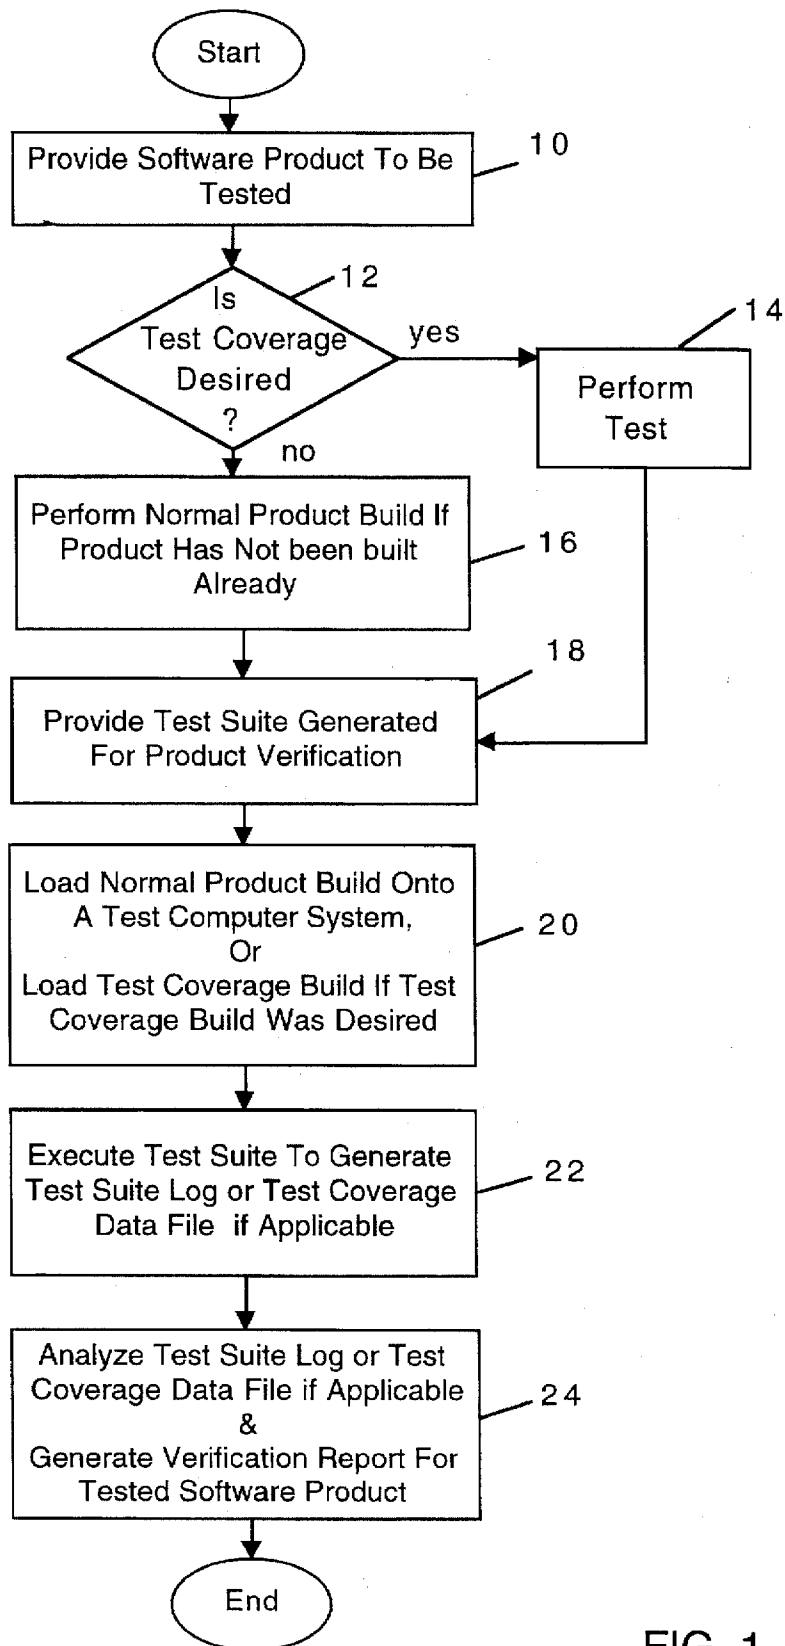 Start
Provide Software Product To Be
Tested
10
Is
Test Coverage
Desired
?
12
yes
14
Perform
Test
no
Perform Normal Product Build If
Product Has Not been built
Already
16
18
Provide Test Suite Generated
For Product Verification
Load Normal Product Build Onto
A Test Computer System,
Or
Load Test Coverage Build If Test
Coverage Build Was Desired
20
Execute Test Suite To Generate
Test Suite Log or Test Coverage
Data File if Applicable
22
Analyze Test Suite Log or Test
Coverage Data File if Applicable
&
Generate Verification Report For
Tested Software Product
24
End
FIG. 1